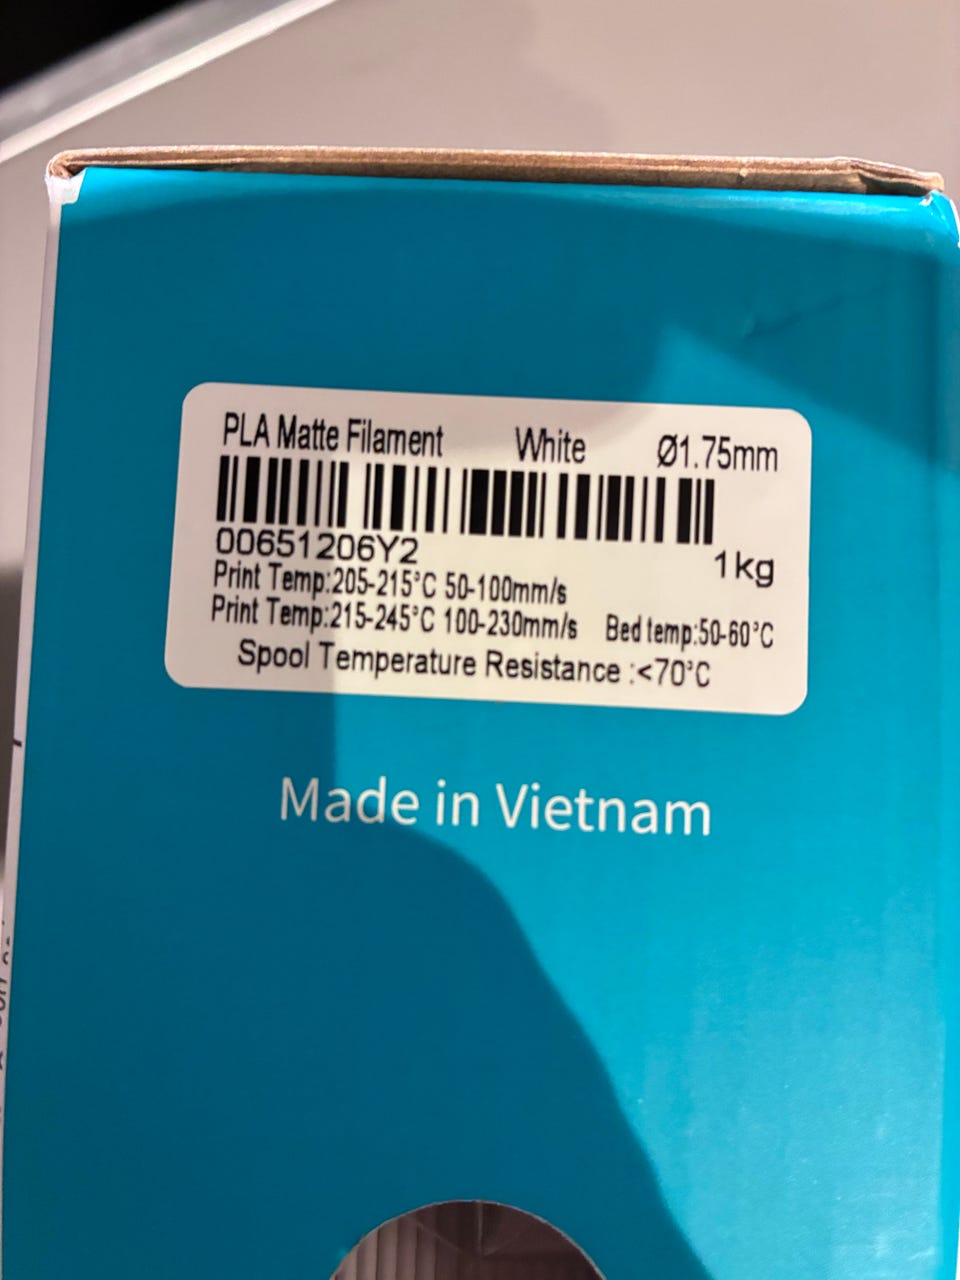 PLA Matte Filament White Ø1.75mm
00651206Y2 1kg
Print Temp:205-215°C 50-100mm/s
Print Temp:215-245°C 100-230mm/s Bed temp:50-60°C
Spool Temperature Resistance :<70°C
Made in Vietnam